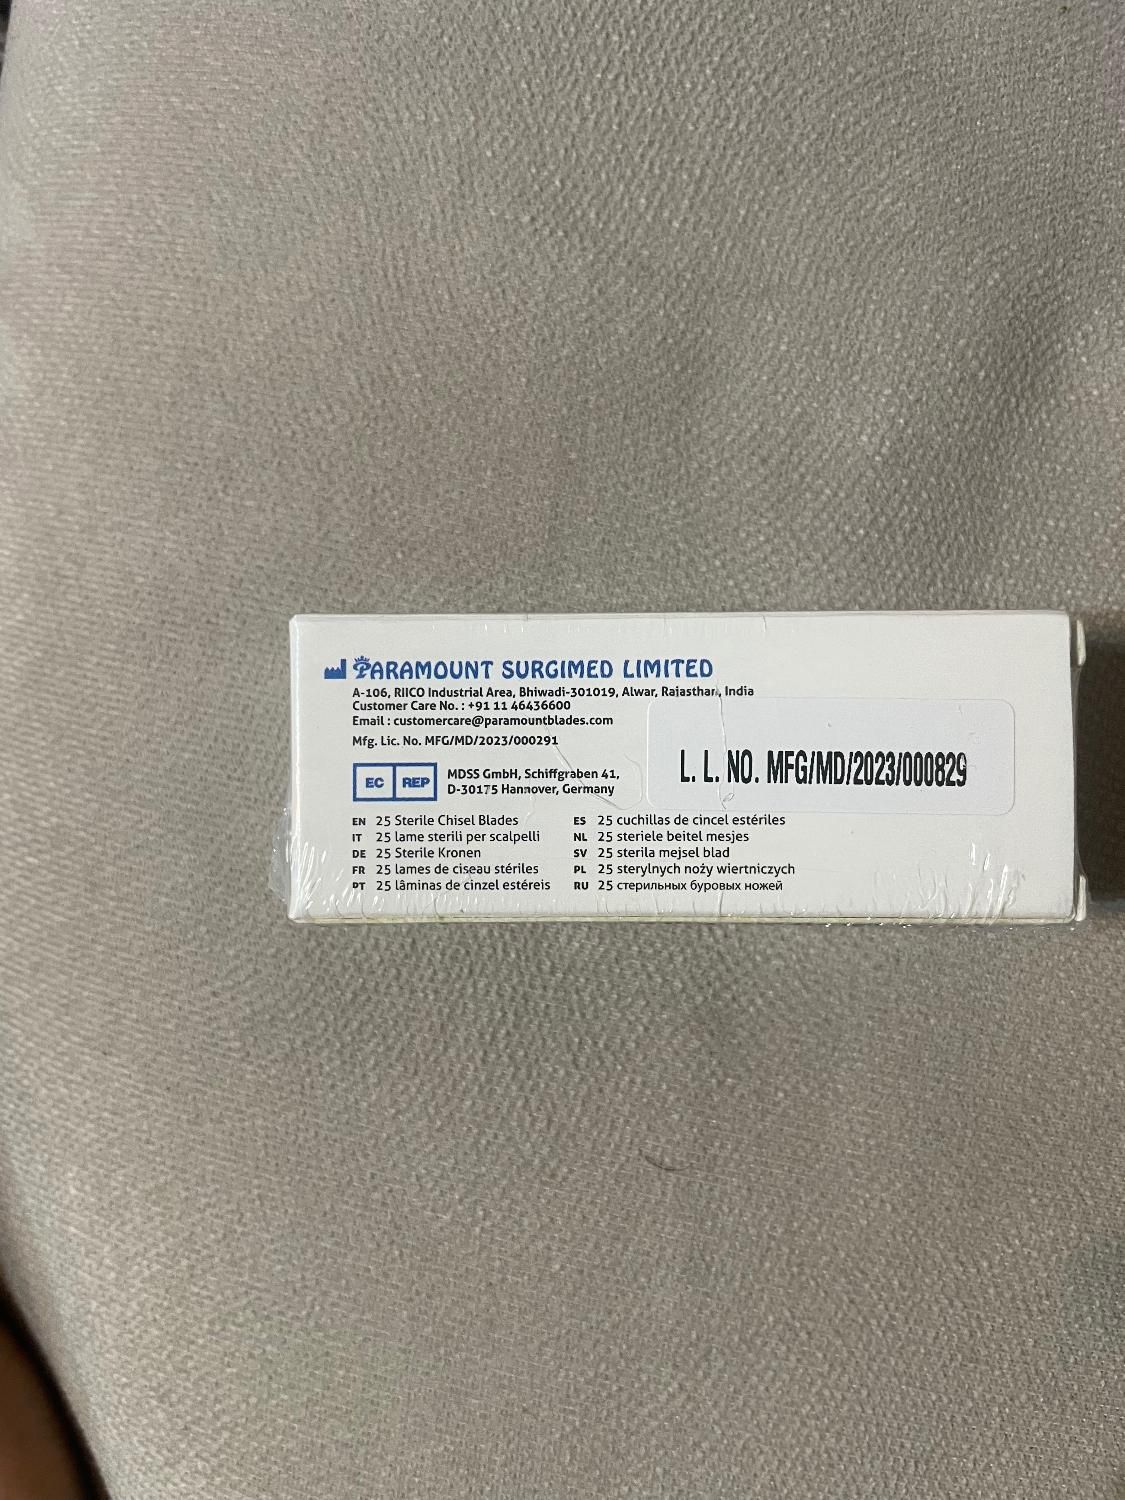 PARAMOUNT SURGIMED LIMITED
A-106, RIICO Industrial Area, Bhiwadi-301019, Alwar, Rajasthan, India
Customer Care No. : +91 11 46436600
Email : customercare@paramountblades.com
Mfg. Lic. No. MFG/MD/2023/000291
L. L. NO. MFG/MD/2023/000829
EC REP
MDSS GmbH, Schiffgraben 41,
D-30175 Hannover, Germany
EN 25 Sterile Chisel Blades
IT 25 lame sterili per scalpelli
DE 25 Sterile Kronen
FR 25 lames de ciseau stériles
PT 25 lâminas de cinzel estéreis
ES 25 cuchillas de cincel estériles
NL 25 steriele beitel mesjes
SV 25 sterila mejsel blad
PL 25 sterylnych noży wiertniczych
RU 25 стерильных буровых ножей